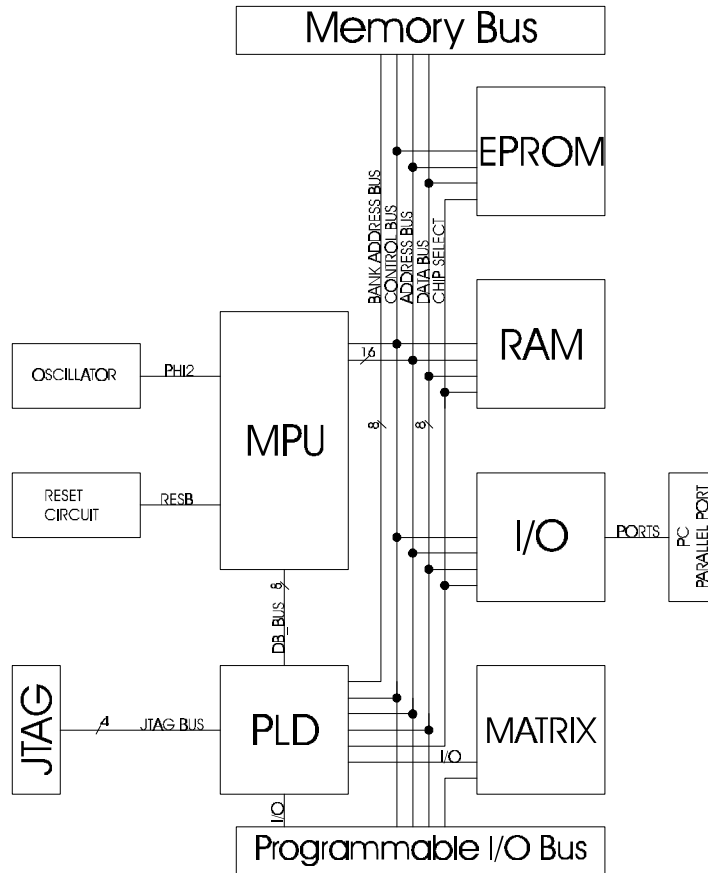 Memory Bus
EPROM
BANK ADDRESS BUS
CONTROL BUS
ADDRESS BUS
DATA BUS
CHIP SELECT
RAM
16
OSCILLATOR
PHI2
MPU
8
8
RESET
CIRCUIT
RESB
I/O
PORTS
PC
PARALLEL PORT
8
DB_BUS
JTAG
4
JTAG BUS
PLD
MATRIX
I/O
I/O
Programmable I/O Bus